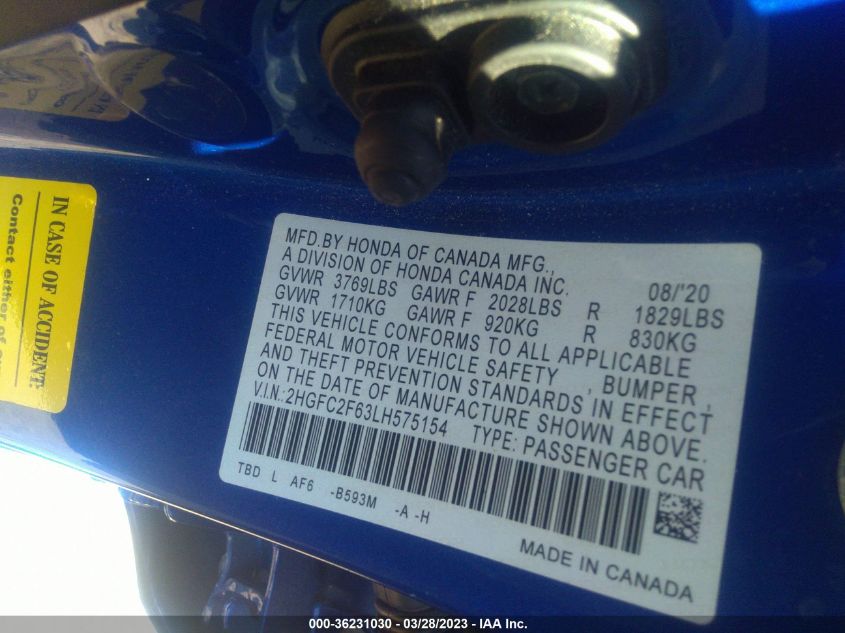 IN CASE OF ACCIDENT:
Contact either of
MFD.BY HONDA OF CANADA MFG.,
A DIVISION OF HONDA CANADA INC. 08/'20
GVWR 3769LBS GAWR F 2028LBS R 1829LBS
GVWR 1710KG GAWR F 920KG R 830KG
THIS VEHICLE CONFORMS TO ALL APPLICABLE
FEDERAL MOTOR VEHICLE SAFETY , BUMPER ,
AND THEFT PREVENTION STANDARDS IN EFFECT
ON THE DATE OF MANUFACTURE SHOWN ABOVE.
V.I.N.: 2HGFC2F63LH575154 TYPE: PASSENGER CAR
TBD L AF6 -B593M -A -H
MADE IN CANADA
000-36231030 - 03/28/2023 - IAA Inc.